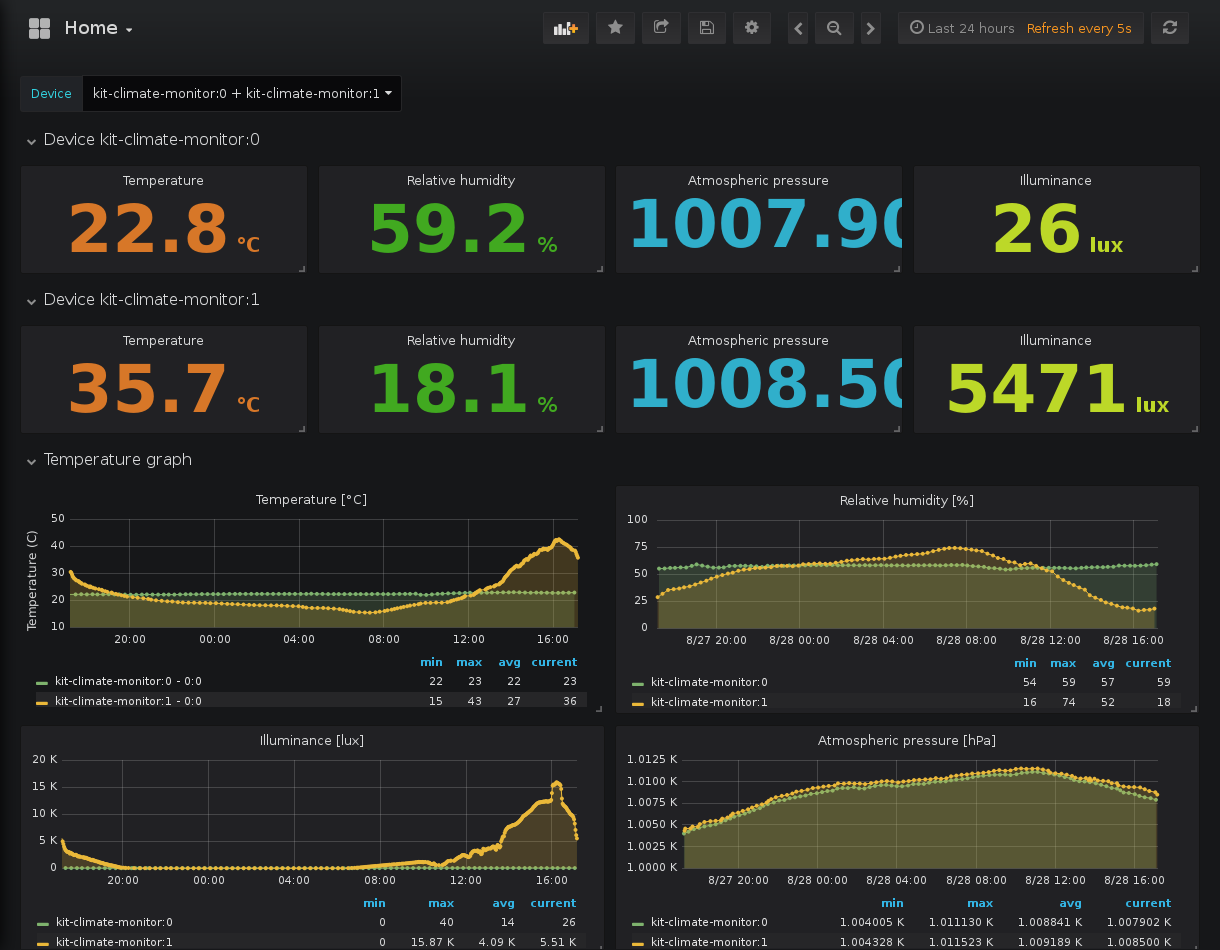 Home
Last 24 hours Refresh every 5s
Device kit-climate-monitor:0 + kit-climate-monitor:1
Device kit-climate-monitor:0
Temperature Relative humidity Atmospheric pressure Illuminance
22.8 °C 59.2 % 1007.90 26 lux
Device kit-climate-monitor:1
Temperature Relative humidity Atmospheric pressure Illuminance
35.7 °C 18.1 % 1008.50 5471 lux
Temperature graph
Temperature [°C]
Temperature (C)
50
40
30
20
10
20:00 00:00 04:00 08:00 12:00 16:00
min max avg current
kit-climate-monitor:0 - 0:0 22 23 22 23
kit-climate-monitor:1 - 0:0 15 43 27 36
Relative humidity [%]
100
75
50
25
0
8/27 20:00 8/28 00:00 8/28 04:00 8/28 08:00 8/28 12:00 8/28 16:00
min max avg current
kit-climate-monitor:0 54 59 57 59
kit-climate-monitor:1 16 74 52 18
Illuminance [lux]
20 K
15 K
10 K
5 K
0
20:00 00:00 04:00 08:00 12:00 16:00
min max avg current
kit-climate-monitor:0 0 40 14 26
kit-climate-monitor:1 0 15.87 K 4.09 K 5.51 K
Atmospheric pressure [hPa]
1.0125 K
1.0100 K
1.0075 K
1.0050 K
1.0025 K
1.0000 K
8/27 20:00 8/28 00:00 8/28 04:00 8/28 08:00 8/28 12:00 8/28 16:00
min max avg current
kit-climate-monitor:0 1.004005 K 1.011130 K 1.008841 K 1.007902 K
kit-climate-monitor:1 1.004328 K 1.011523 K 1.009189 K 1.008500 K